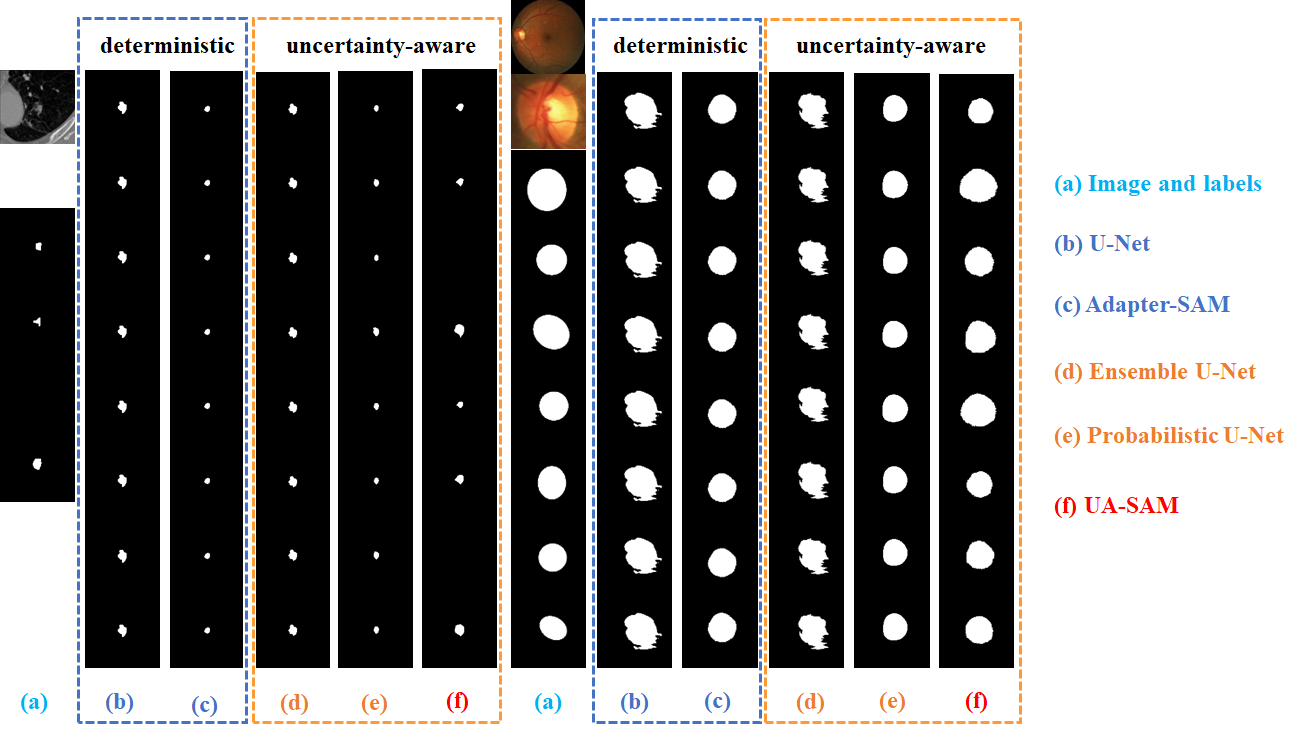 deterministic
uncertainty-aware
deterministic
uncertainty-aware
(a) Image and labels
(b) U-Net
(c) Adapter-SAM
(d) Ensemble U-Net
(e) Probabilistic U-Net
(f) UA-SAM
(a) (b) (c) (d) (e) (f) (a) (b) (c) (d) (e) (f)